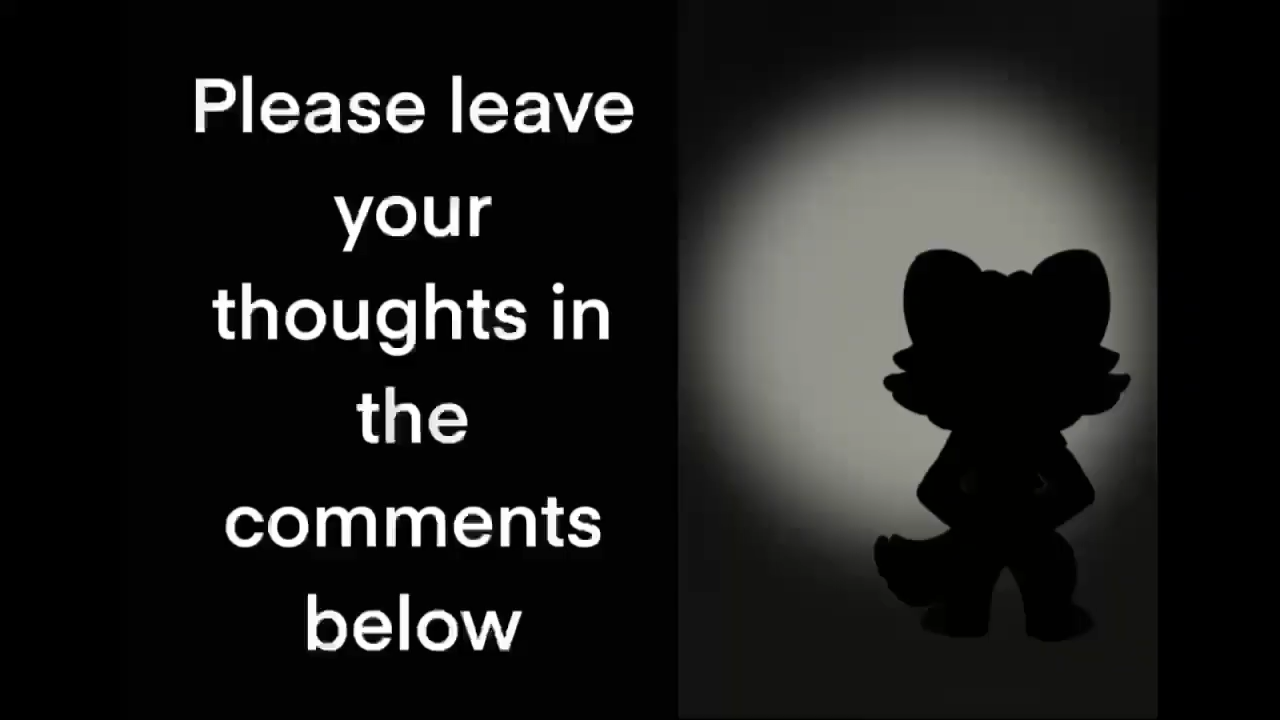 Please leave
your
thoughts in
the
comments
below